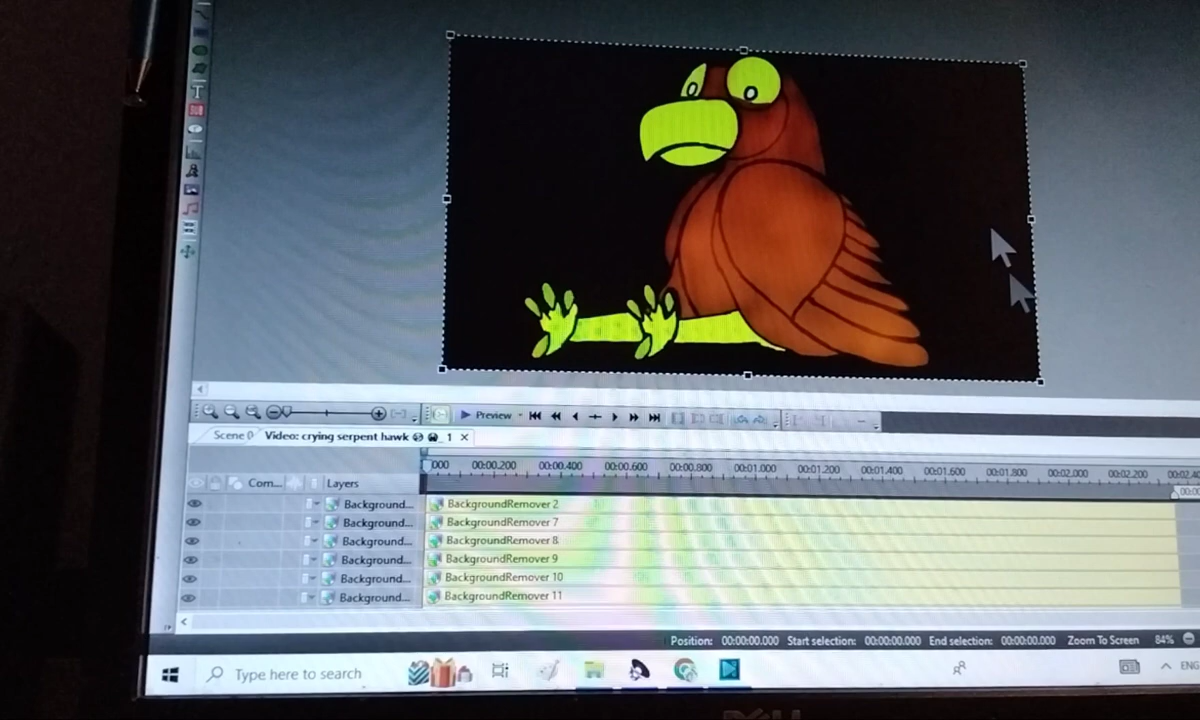 T
Preview
Scene 0 Video: crying serpent hawk _ 1 ×
000 00:00.200 00:00.400 00:00.600 00:00.800 00:01.000 00:01.200 00:01.400 00:01.600 00:01.800 00:02.000 00:02.200 00:02.40
Com... Layers
Background... BackgroundRemover 2
Background... BackgroundRemover 7
Background... BackgroundRemover 8
Background... BackgroundRemover 9
Background... BackgroundRemover 10
Background... BackgroundRemover 11
Position: 00:00:00.000 Start selection: 00:00:00.000 End selection: 00:00:00.000 Zoom To Screen 84%
Type here to search ENG
DELL